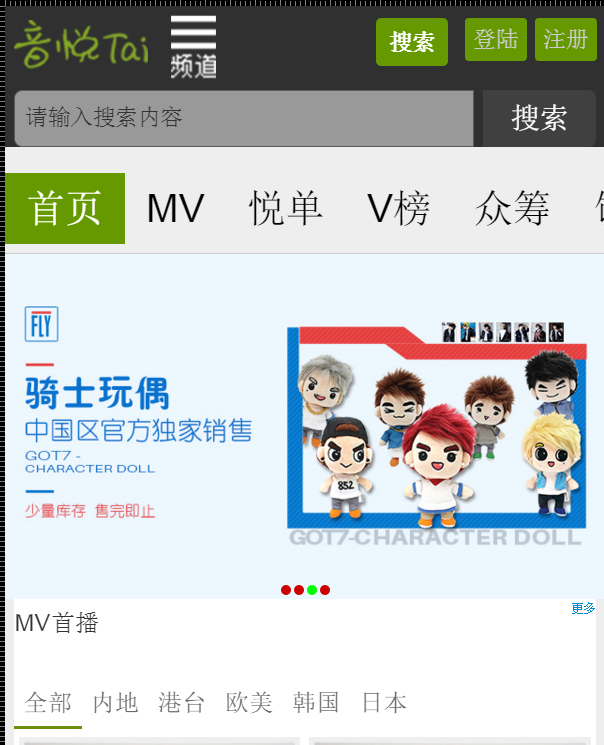 音悦Tai
频道
搜索 登陆 注册
请输入搜索内容 搜索
首页 MV 悦单 V榜 众筹
FLY
骑士玩偶
中国区官方独家销售
GOT7 -
CHARACTER DOLL
少量库存 售完即止
852
GOT7-CHARACTER DOLL
更多
MV首播
全部 内地 港台 欧美 韩国 日本